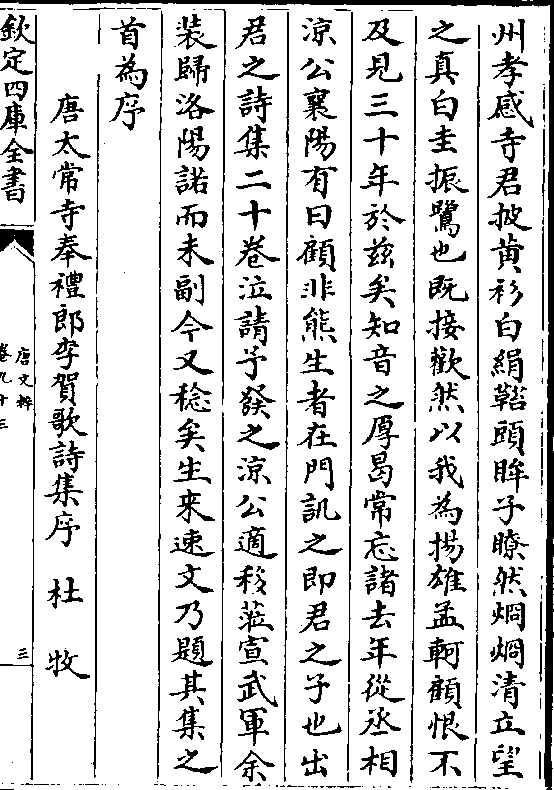 州孝感寺君披黄衫白絹鞳頭眸子瞭然炯炯清立望
之真白圭振鷺也既接歡然以我為揚雄孟軻顧恨不
及見三十年於兹矣知音之厚曷常忘諸去年從丞相
涼公襄陽有曰顧非熊生者在門訊之即君之子也出
君之詩集二十卷泣請予發之涼公適移蒞宣武軍余
装歸洛陽諾而未副今又稔矣生来速文乃題其集之
首為序
唐太常寺奉禮郎李賀歌詩集序 杜牧
欽定四庫全書
唐文粹
卷九十三
三